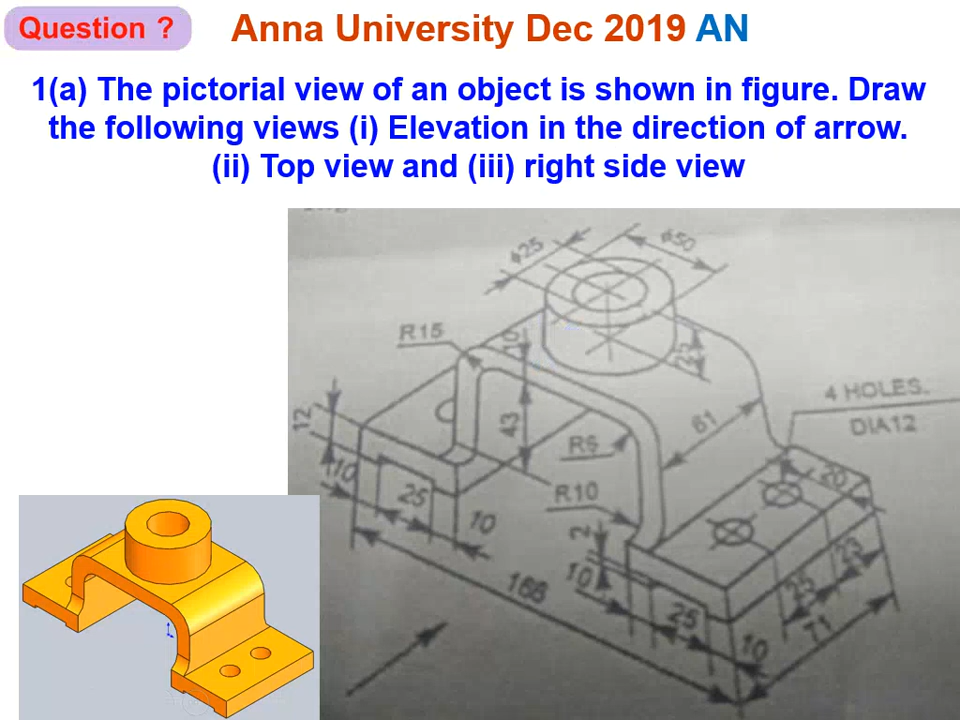 Question ?
Anna University Dec 2019 AN
1(a) The pictorial view of an object is shown in figure. Draw
the following views (i) Elevation in the direction of arrow.
(ii) Top view and (iii) right side view
ϕ25
ϕ50
R15
10
23
4 HOLES.
DIA12
12
43
61
R5
20
10
25
10
R10
2
10
166
25
10
25
23
71